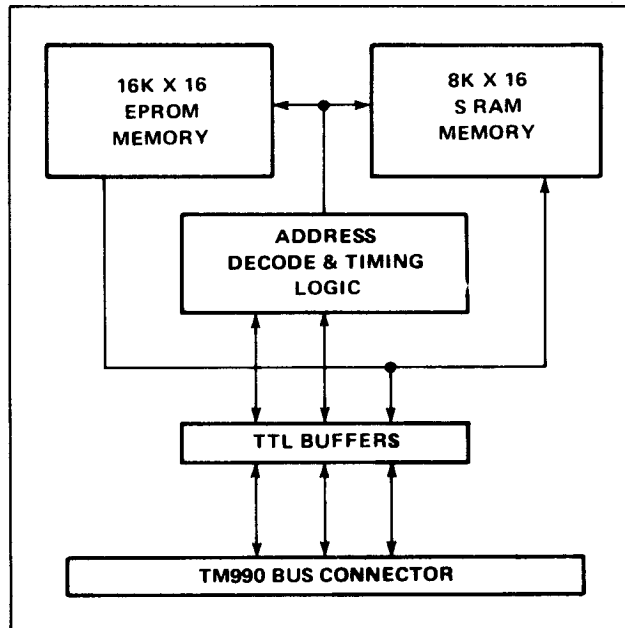 16K X 16
EPROM
MEMORY
8K X 16
S RAM
MEMORY
ADDRESS
DECODE & TIMING
LOGIC
TTL BUFFERS
TM990 BUS CONNECTOR